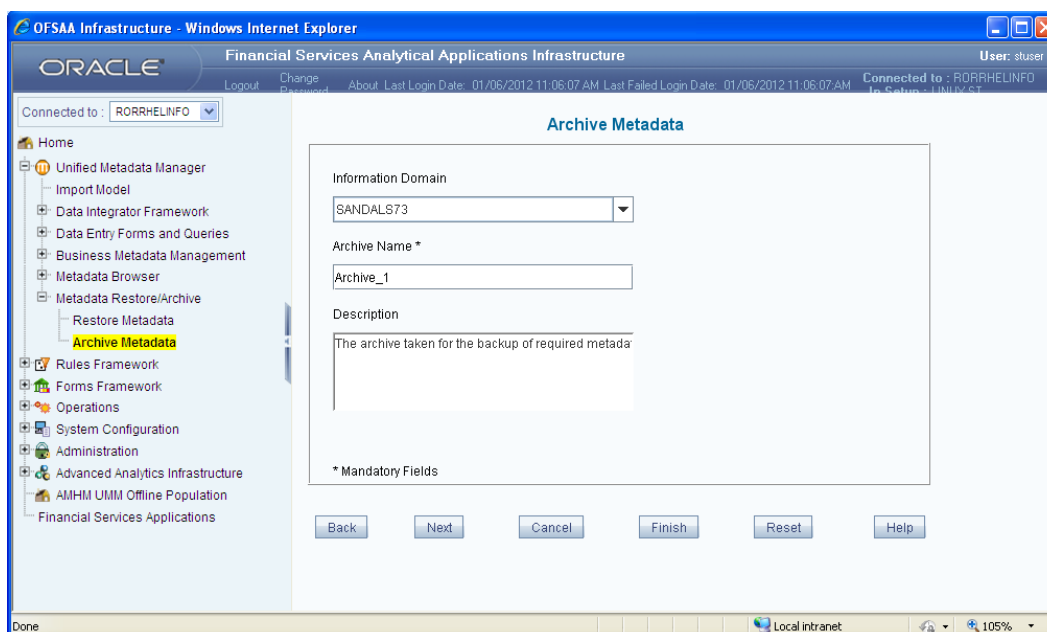 OFSAA Infrastructure - Windows Internet Explorer
ORACLE
Financial Services Analytical Applications Infrastructure
User: stuser
Logout
Change Password
About
Last Login Date: 01/06/2012 11:06:07 AM
Last Failed Login Date: 01/06/2012 11:06:07:AM
Connected to : RORRHELINFO
In Setup : LINUX ST
Connected to : RORRHELINFO
Home
Unified Metadata Manager
Import Model
Data Integrator Framework
Data Entry Forms and Queries
Business Metadata Management
Metadata Browser
Metadata Restore/Archive
Restore Metadata
Archive Metadata
Rules Framework
Forms Framework
Operations
System Configuration
Administration
Advanced Analytics Infrastructure
AMHM UMM Offline Population
Financial Services Applications
Archive Metadata
Information Domain
SANDALS73
Archive Name *
Archive_1
Description
The archive taken for the backup of required metada
* Mandatory Fields
Back
Next
Cancel
Finish
Reset
Help
Done
Local intranet
105%